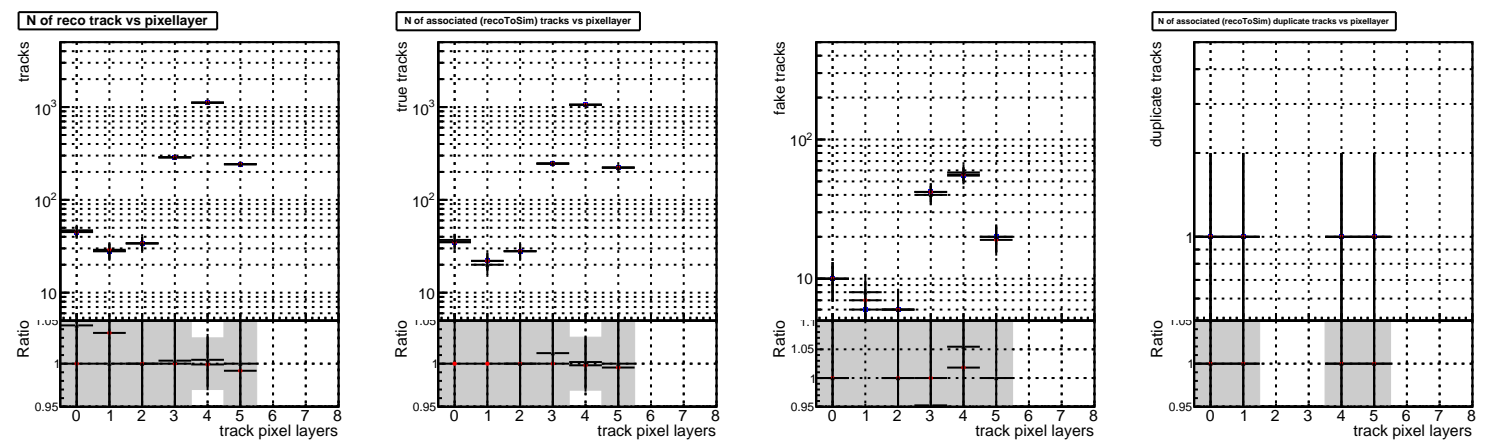 N of reco track vs pixellayer
tracks
10³
10²
10
Ratio
1.05
1
0.95
0 1 2 3 4 5 6 7 8
track pixel layers
N of associated (recoToSim) tracks vs pixellayer
true tracks
10³
10²
10
Ratio
1.05
1
0.95
0 1 2 3 4 5 6 7 8
track pixel layers
fake tracks
10²
10
Ratio
1.1
1.05
1
0.95
0 1 2 3 4 5 6 7 8
track pixel layers
N of associated (recoToSim) duplicate tracks vs pixellayer
duplicate tracks
1
Ratio
1.05
1
0.95
0 1 2 3 4 5 6 7 8
track pixel layers